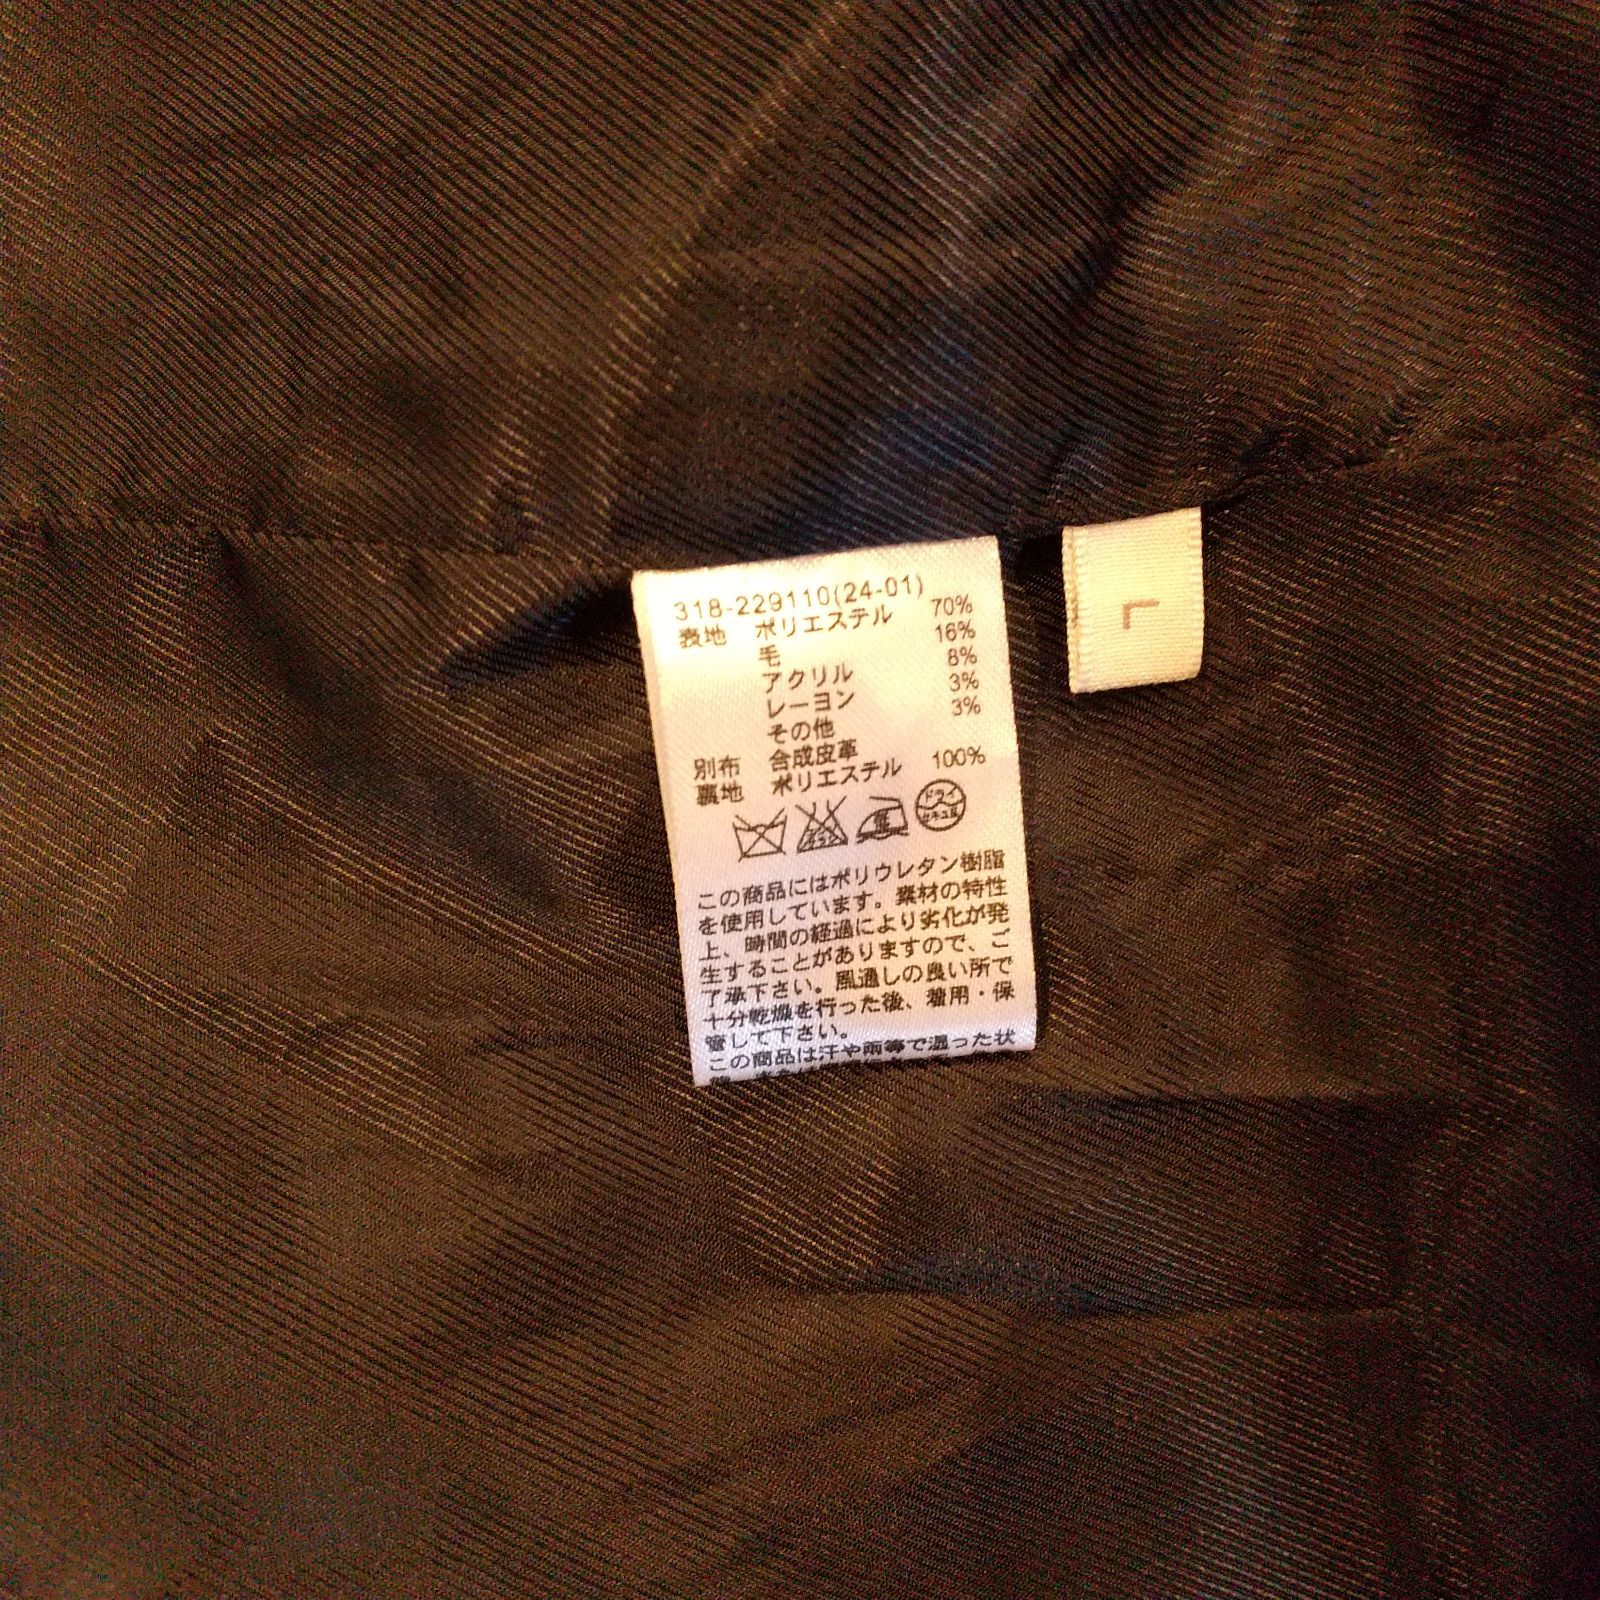 318-229110(24-01)
表地 ポリエステル 70%
毛 16%
アクリル 8%
レーヨン 3%
その他 3%
別布 合成皮革
裏地 ポリエステル 100%
ドライ
セキユ系
この商品にはポリウレタン樹脂
を使用しています。素材の特性
上、時間の経過により劣化が発
生することがありますので、ご
了承下さい。風通しの良い所で
十分乾燥を行った後、着用・保
管して下さい。
この商品は汗や雨等で湿った状
L